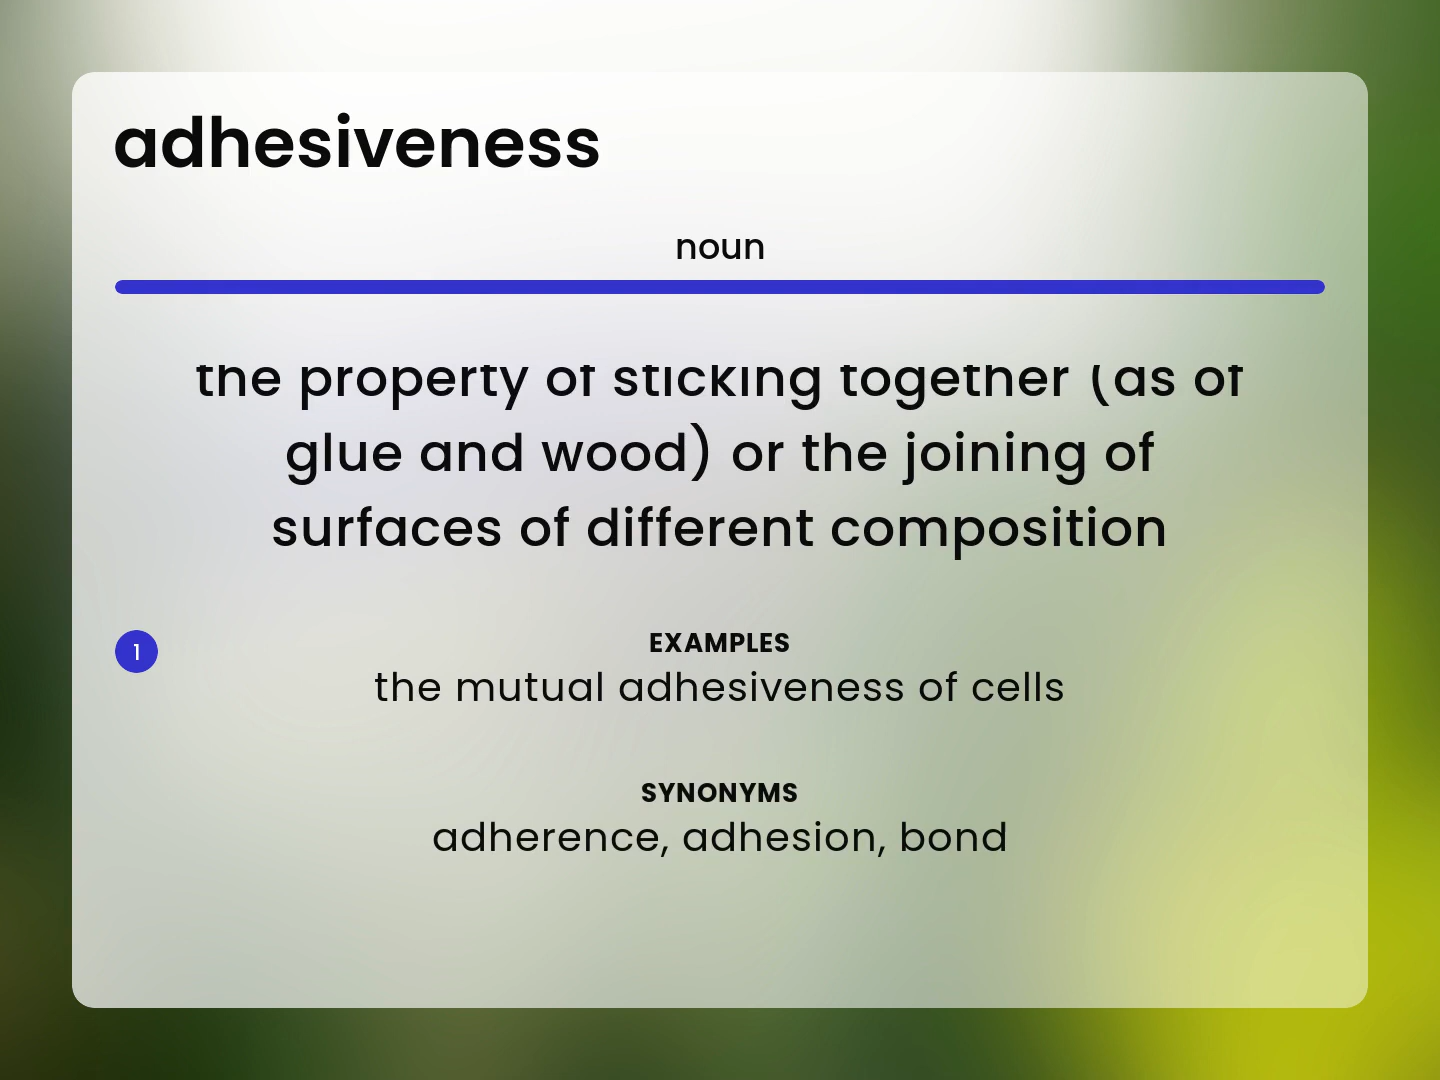 adhesiveness
noun
the property of sticking together (as of
glue and wood) or the joining of
surfaces of different composition
1
EXAMPLES
the mutual adhesiveness of cells
SYNONYMS
adherence, adhesion, bond